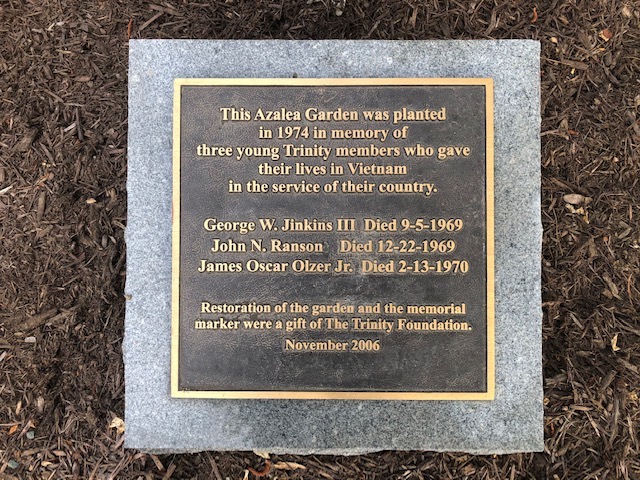 This Azalea Garden was planted
in 1974 in memory of
three young Trinity members who gave
their lives in Vietnam
in the service of their country.
George W. Jinkins III Died 9-5-1969
John N. Ranson Died 12-22-1969
James Oscar Olzer Jr. Died 2-13-1970
Restoration of the garden and the memorial
marker were a gift of The Trinity Foundation.
November 2006